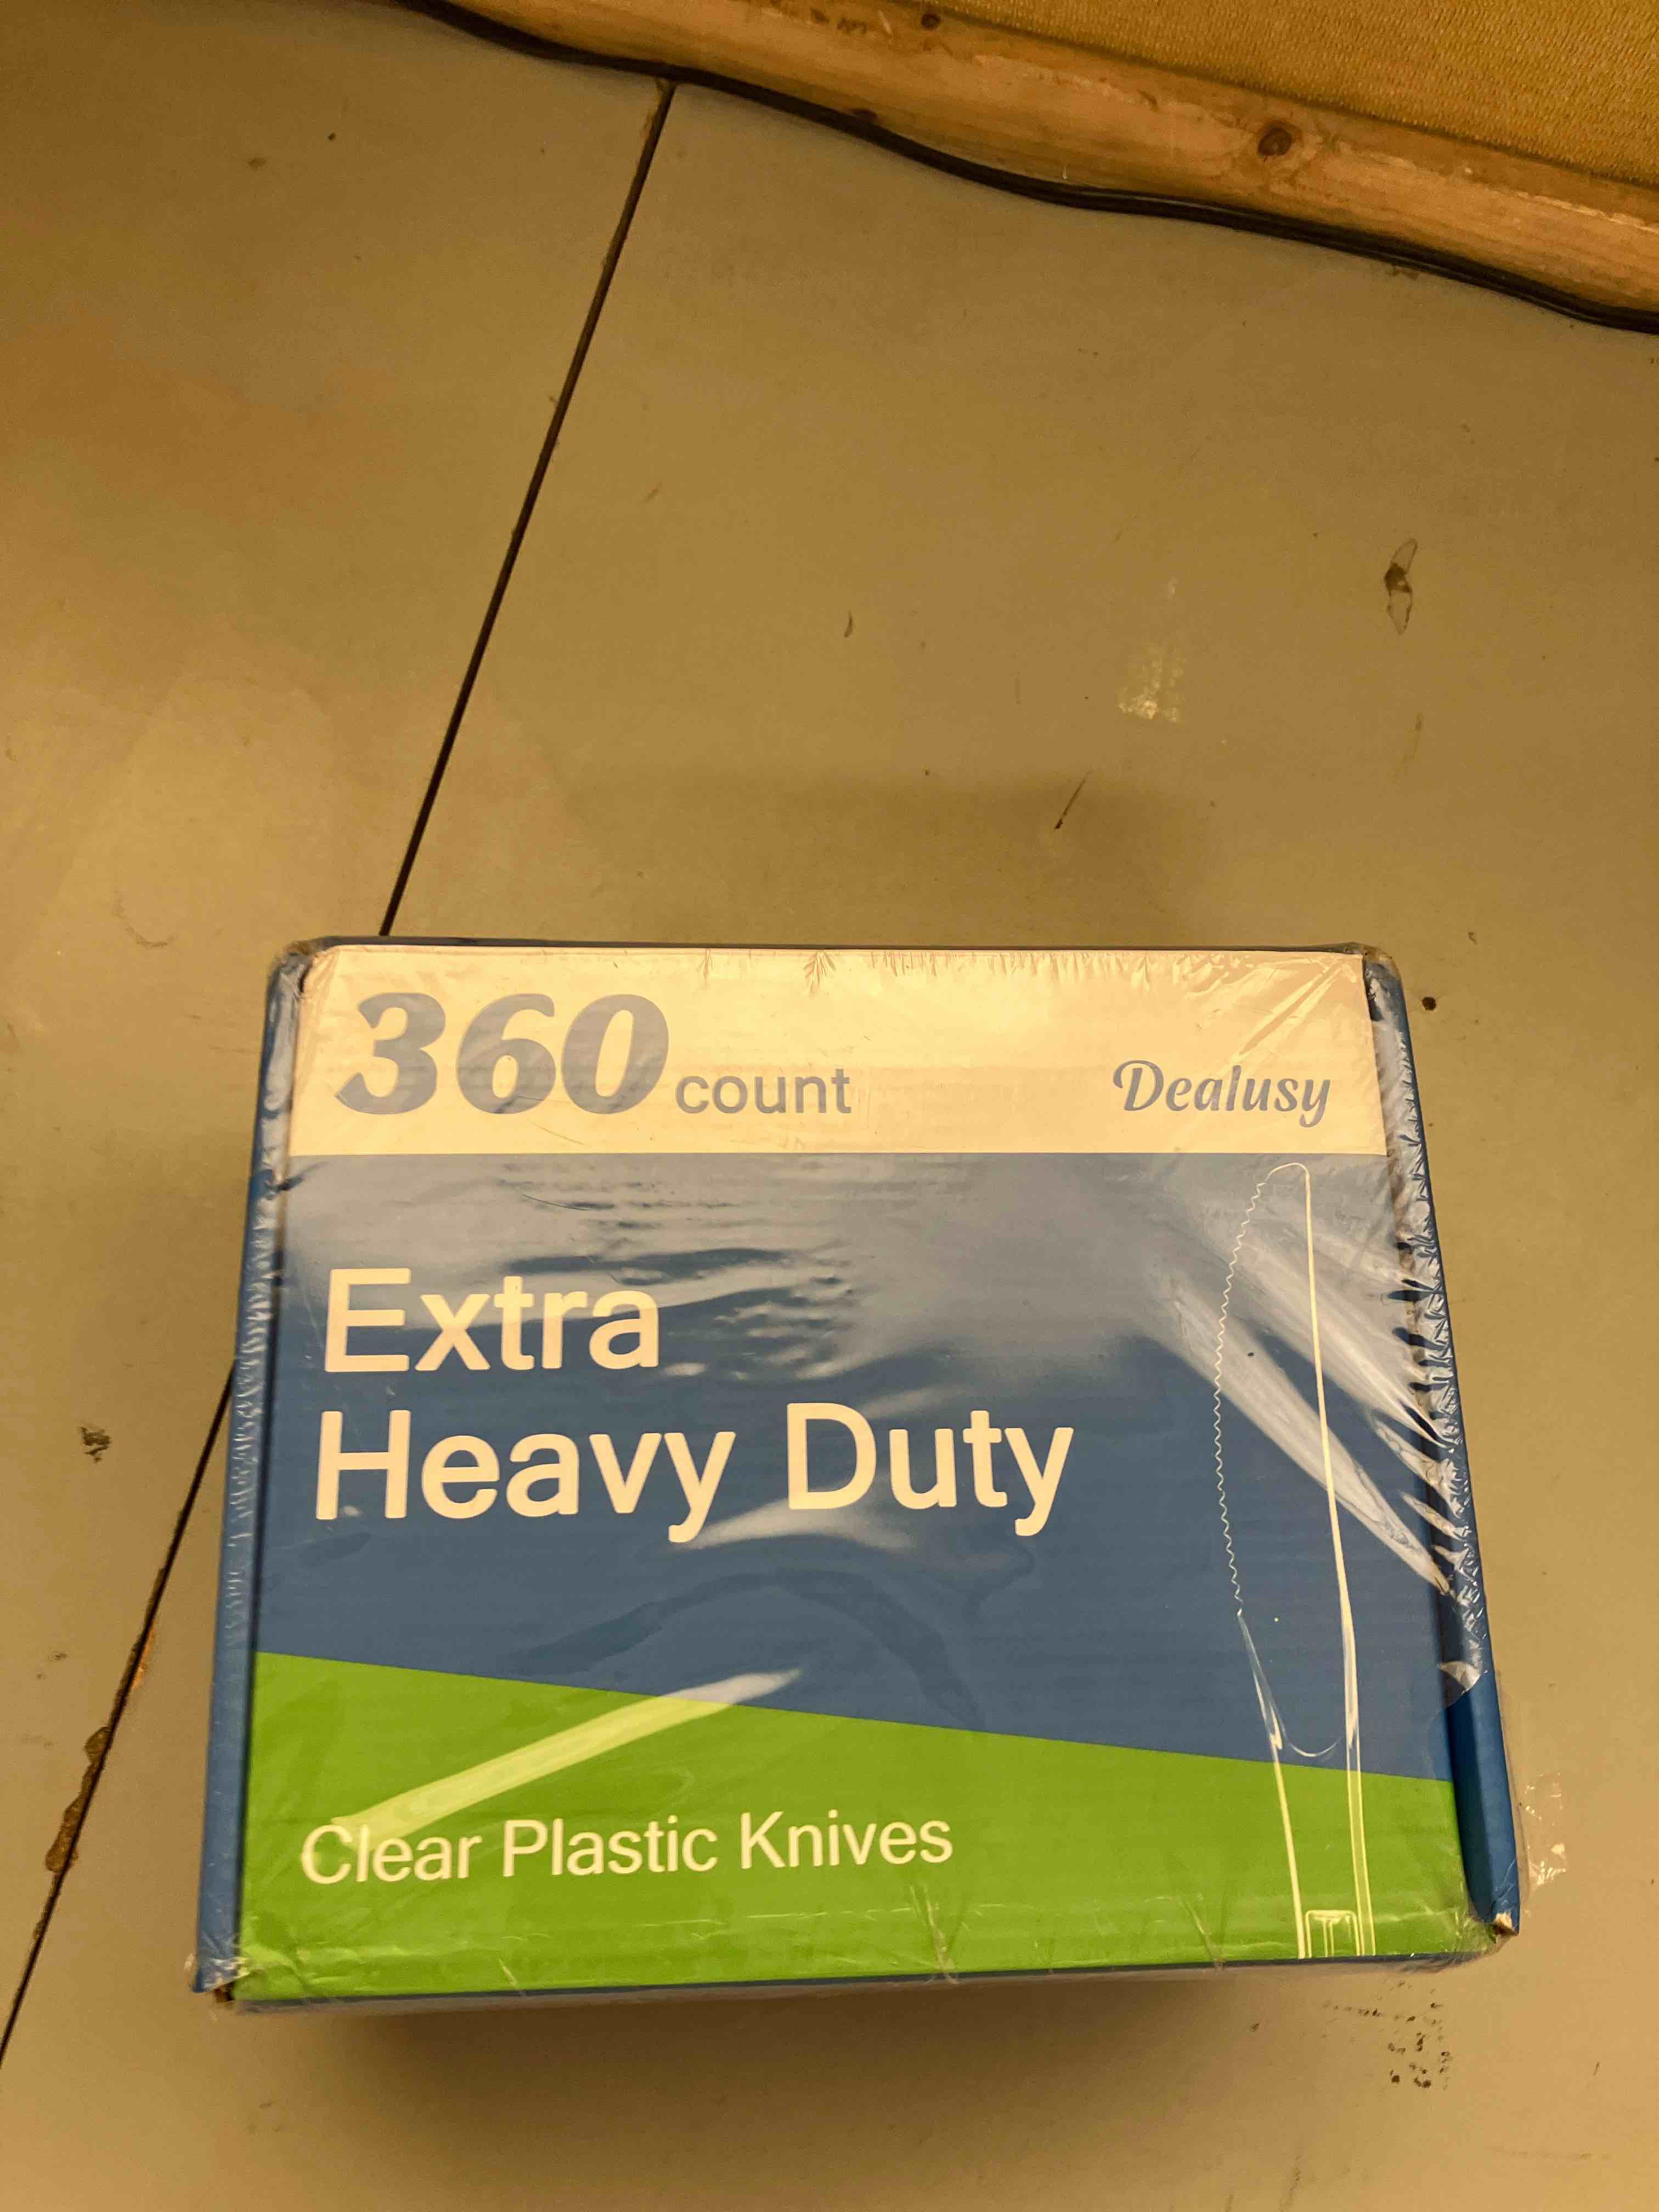 360 count
Dealusy
Extra
Heavy Duty
Clear Plastic Knives